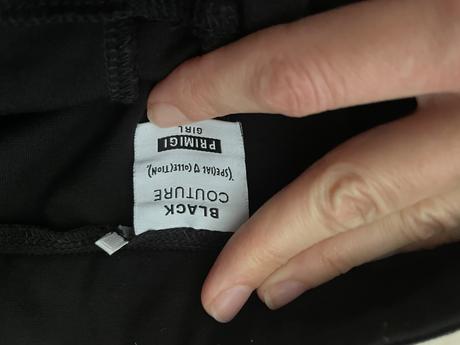 BLACK
COUTURE
"SPECIAL COLLECTION"
PRIMIGI
GIRL